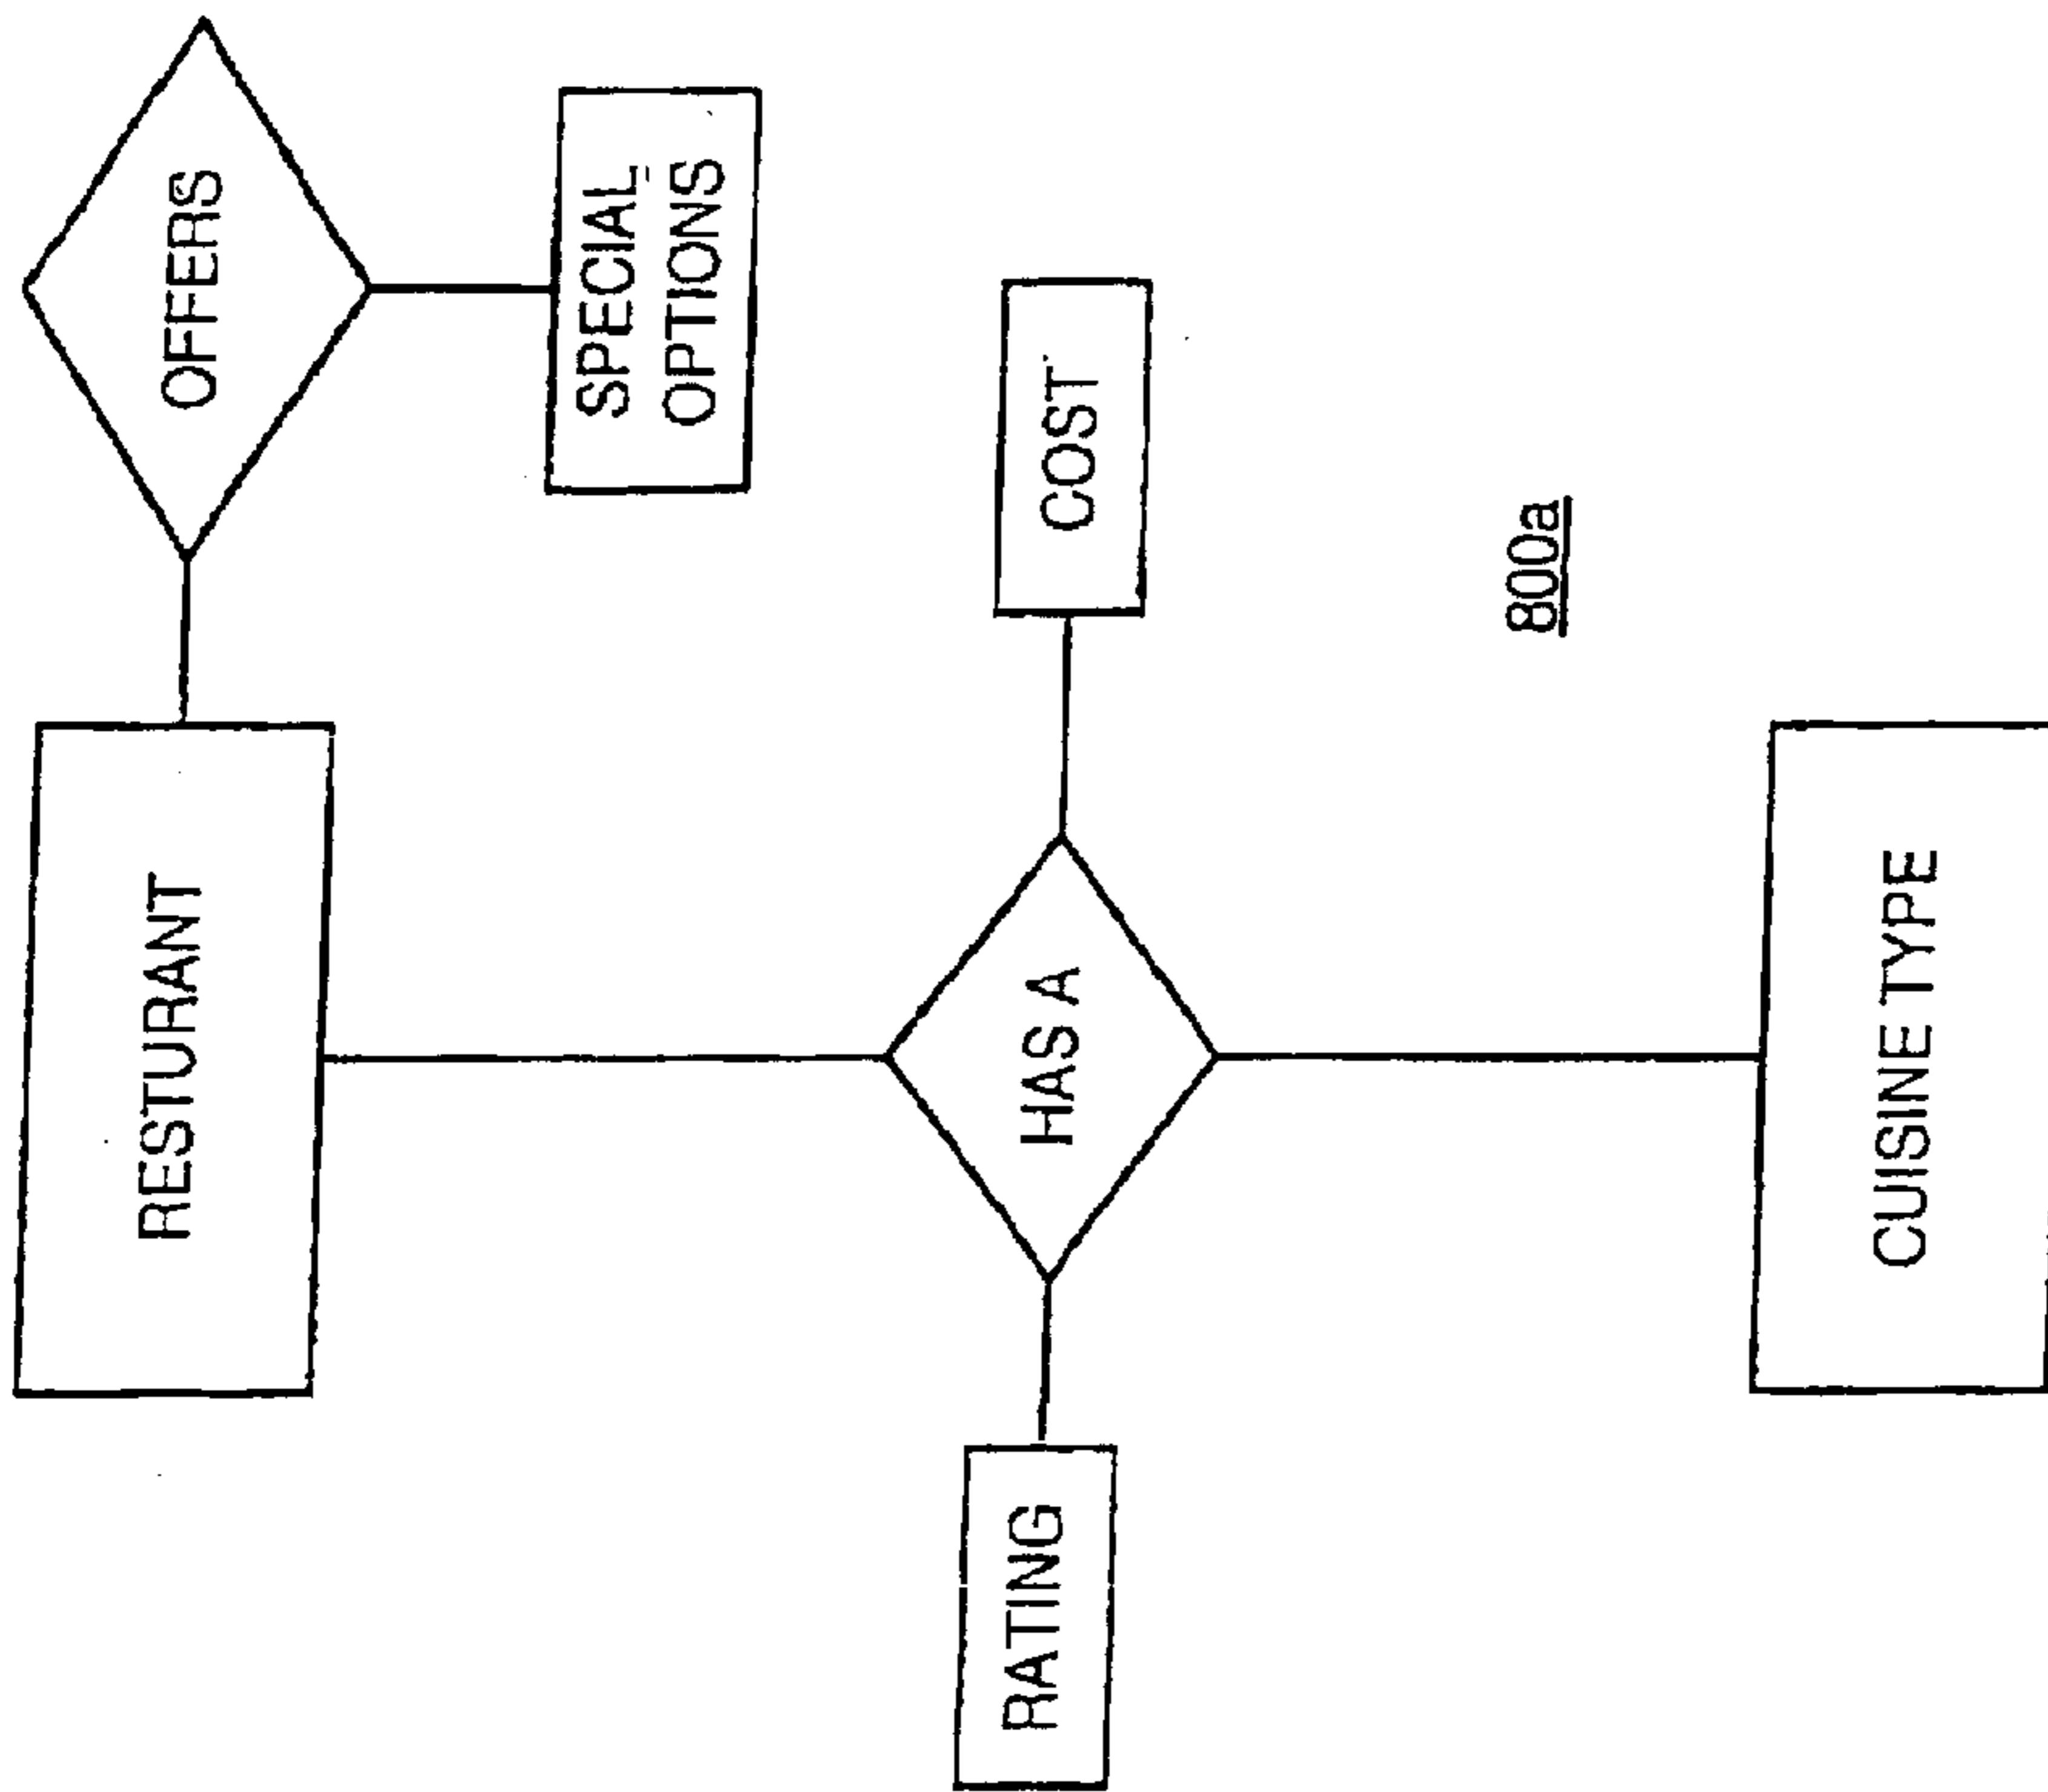 RESTURANT
OFFERS
SPECIAL
OPTIONS
RATING
HAS A
COST
CUISINE TYPE
800a